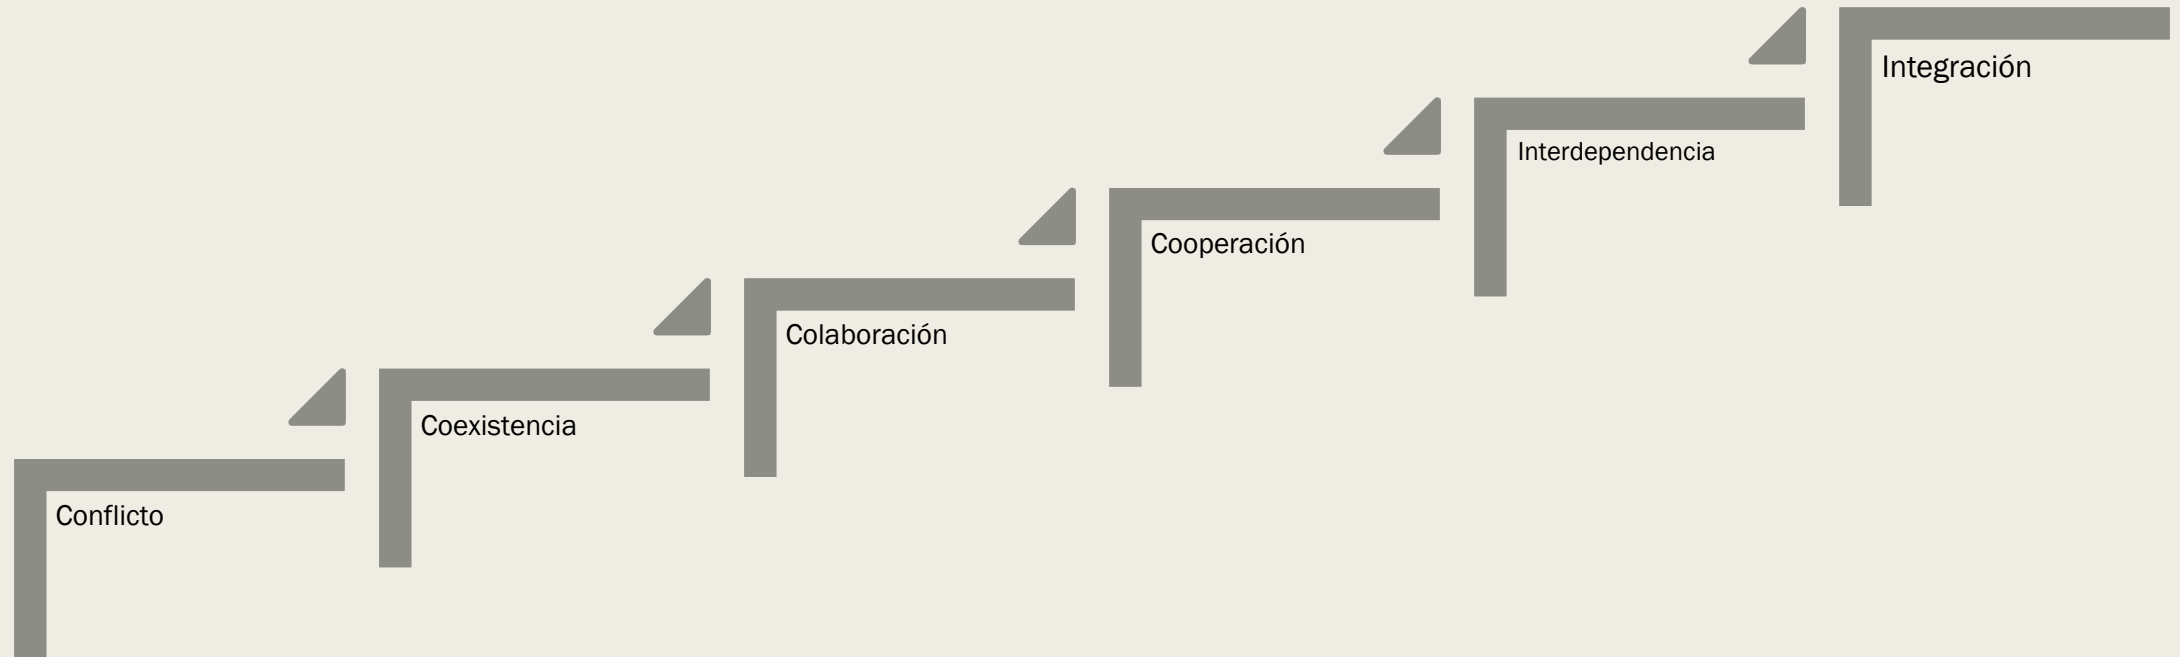 Conflicto
Coexistencia
Colaboración
Cooperación
Interdependencia
Integración